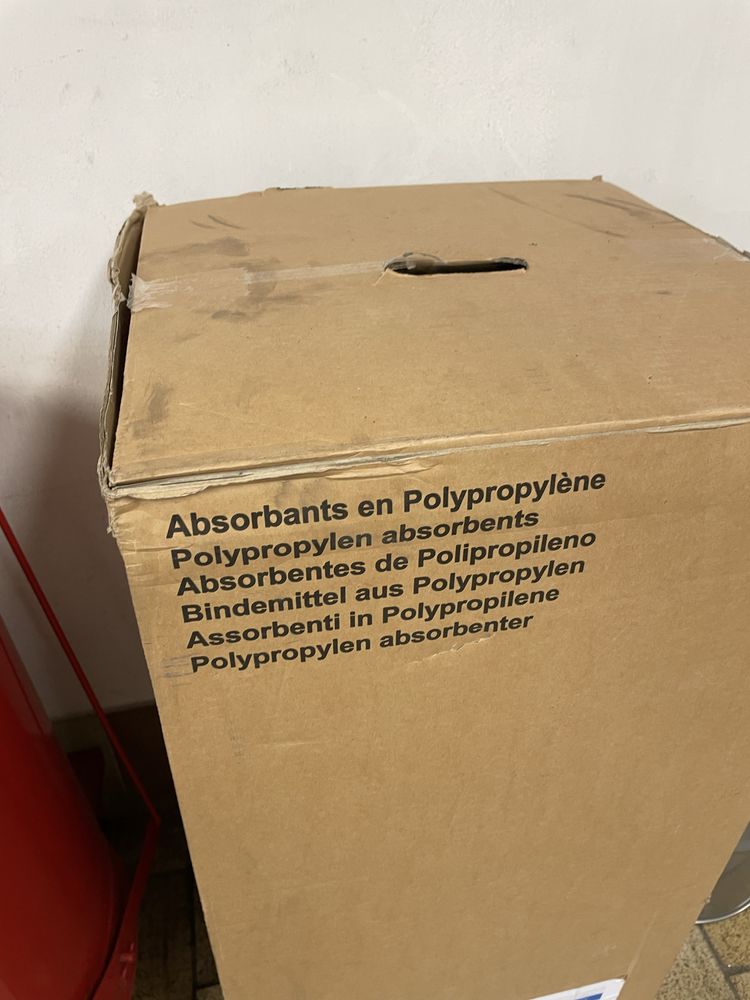 Absorbants en Polypropylène
Polypropylen absorbents
Absorbentes de Polipropileno
Bindemittel aus Polypropylen
Assorbenti in Polypropilene
Polypropylen absorbenter